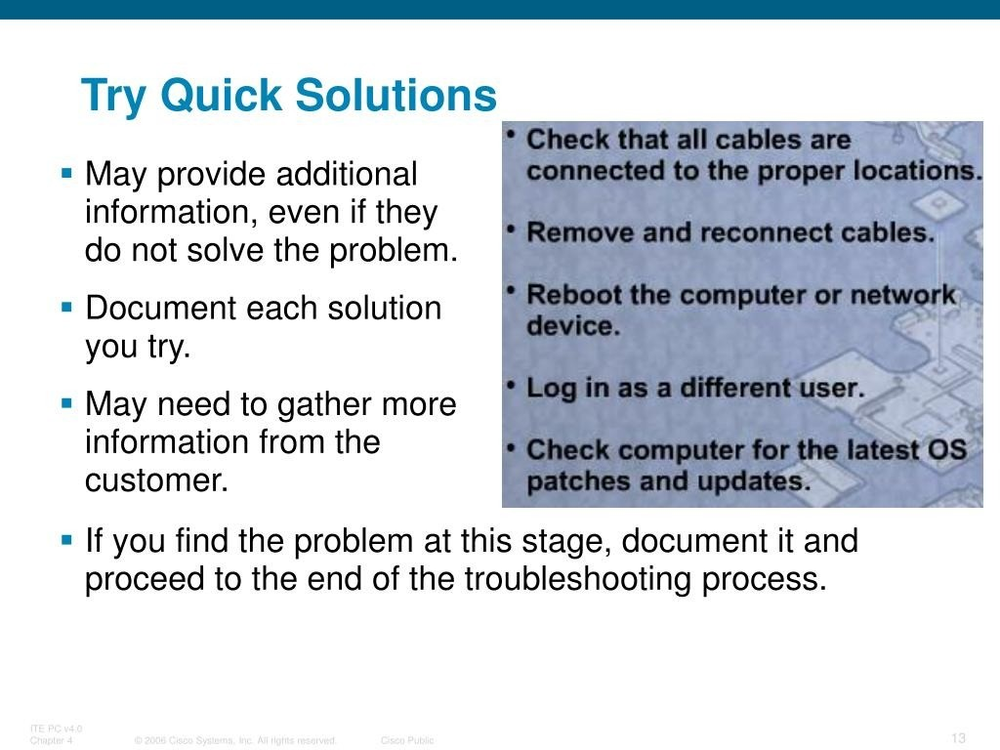 Try Quick Solutions
▪ May provide additional
information, even if they
do not solve the problem.
▪ Document each solution
you try.
▪ May need to gather more
information from the
customer.
• Check that all cables are
connected to the proper locations.
• Remove and reconnect cables.
• Reboot the computer or network
device.
• Log in as a different user.
• Check computer for the latest OS
patches and updates.
▪ If you find the problem at this stage, document it and
proceed to the end of the troubleshooting process.
ITE PC v4.0
Chapter 4 © 2006 Cisco Systems, Inc. All rights reserved. Cisco Public 13